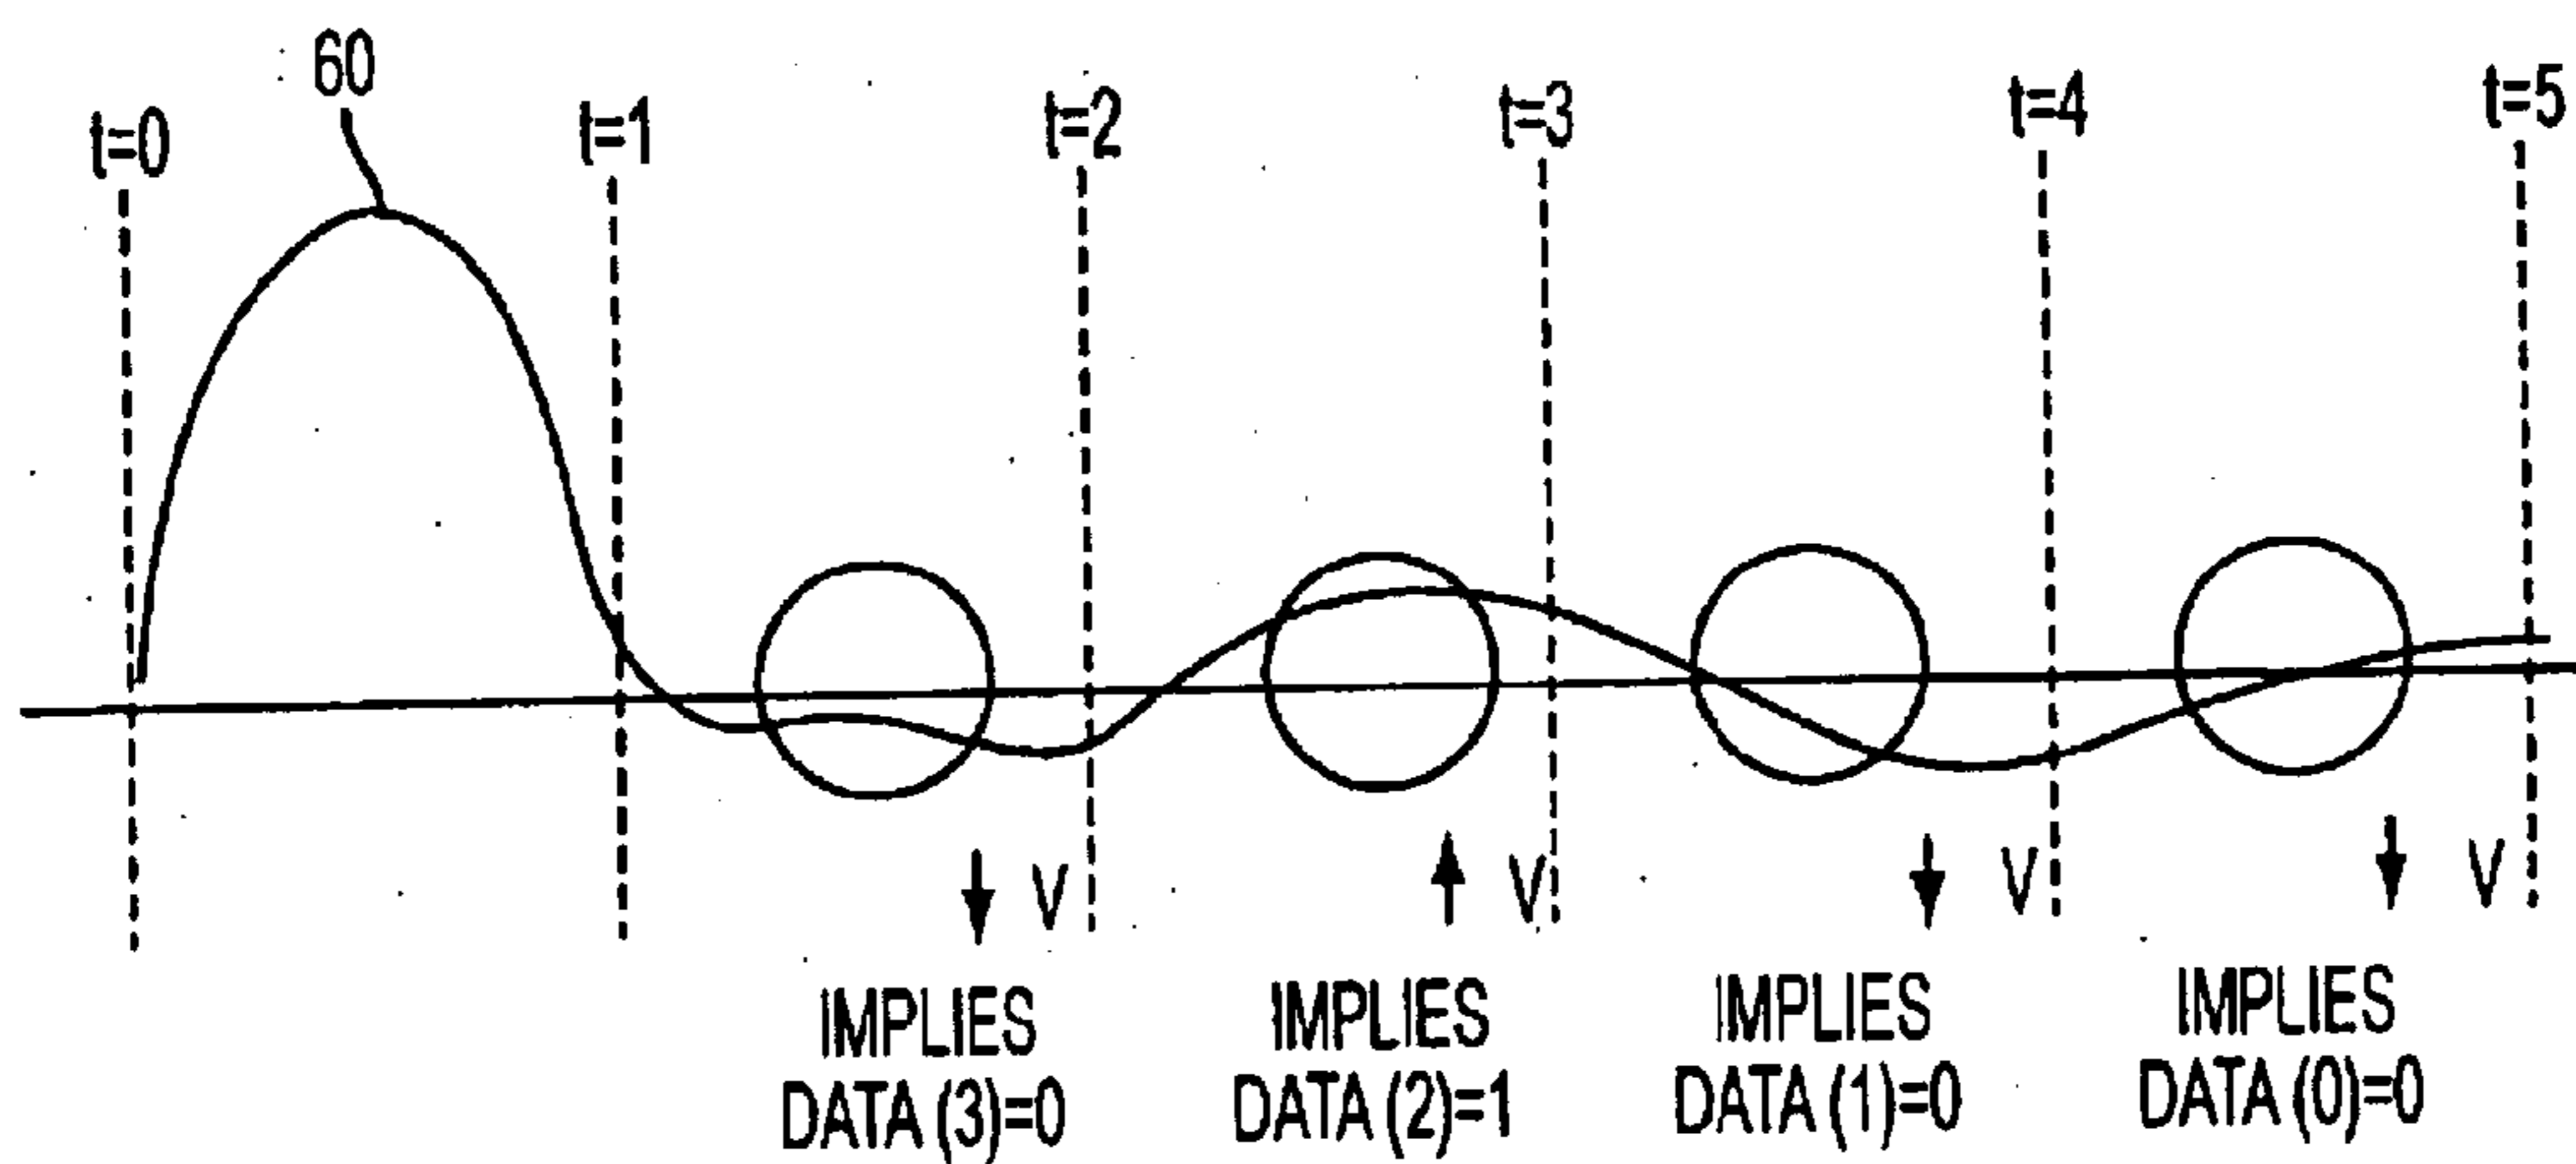 60
t=0
t=1
t=2
t=3
t=4
t=5
V
V
V
V
IMPLIES
DATA (3)=0
IMPLIES
DATA (2)=1
IMPLIES
DATA (1)=0
IMPLIES
DATA (0)=0